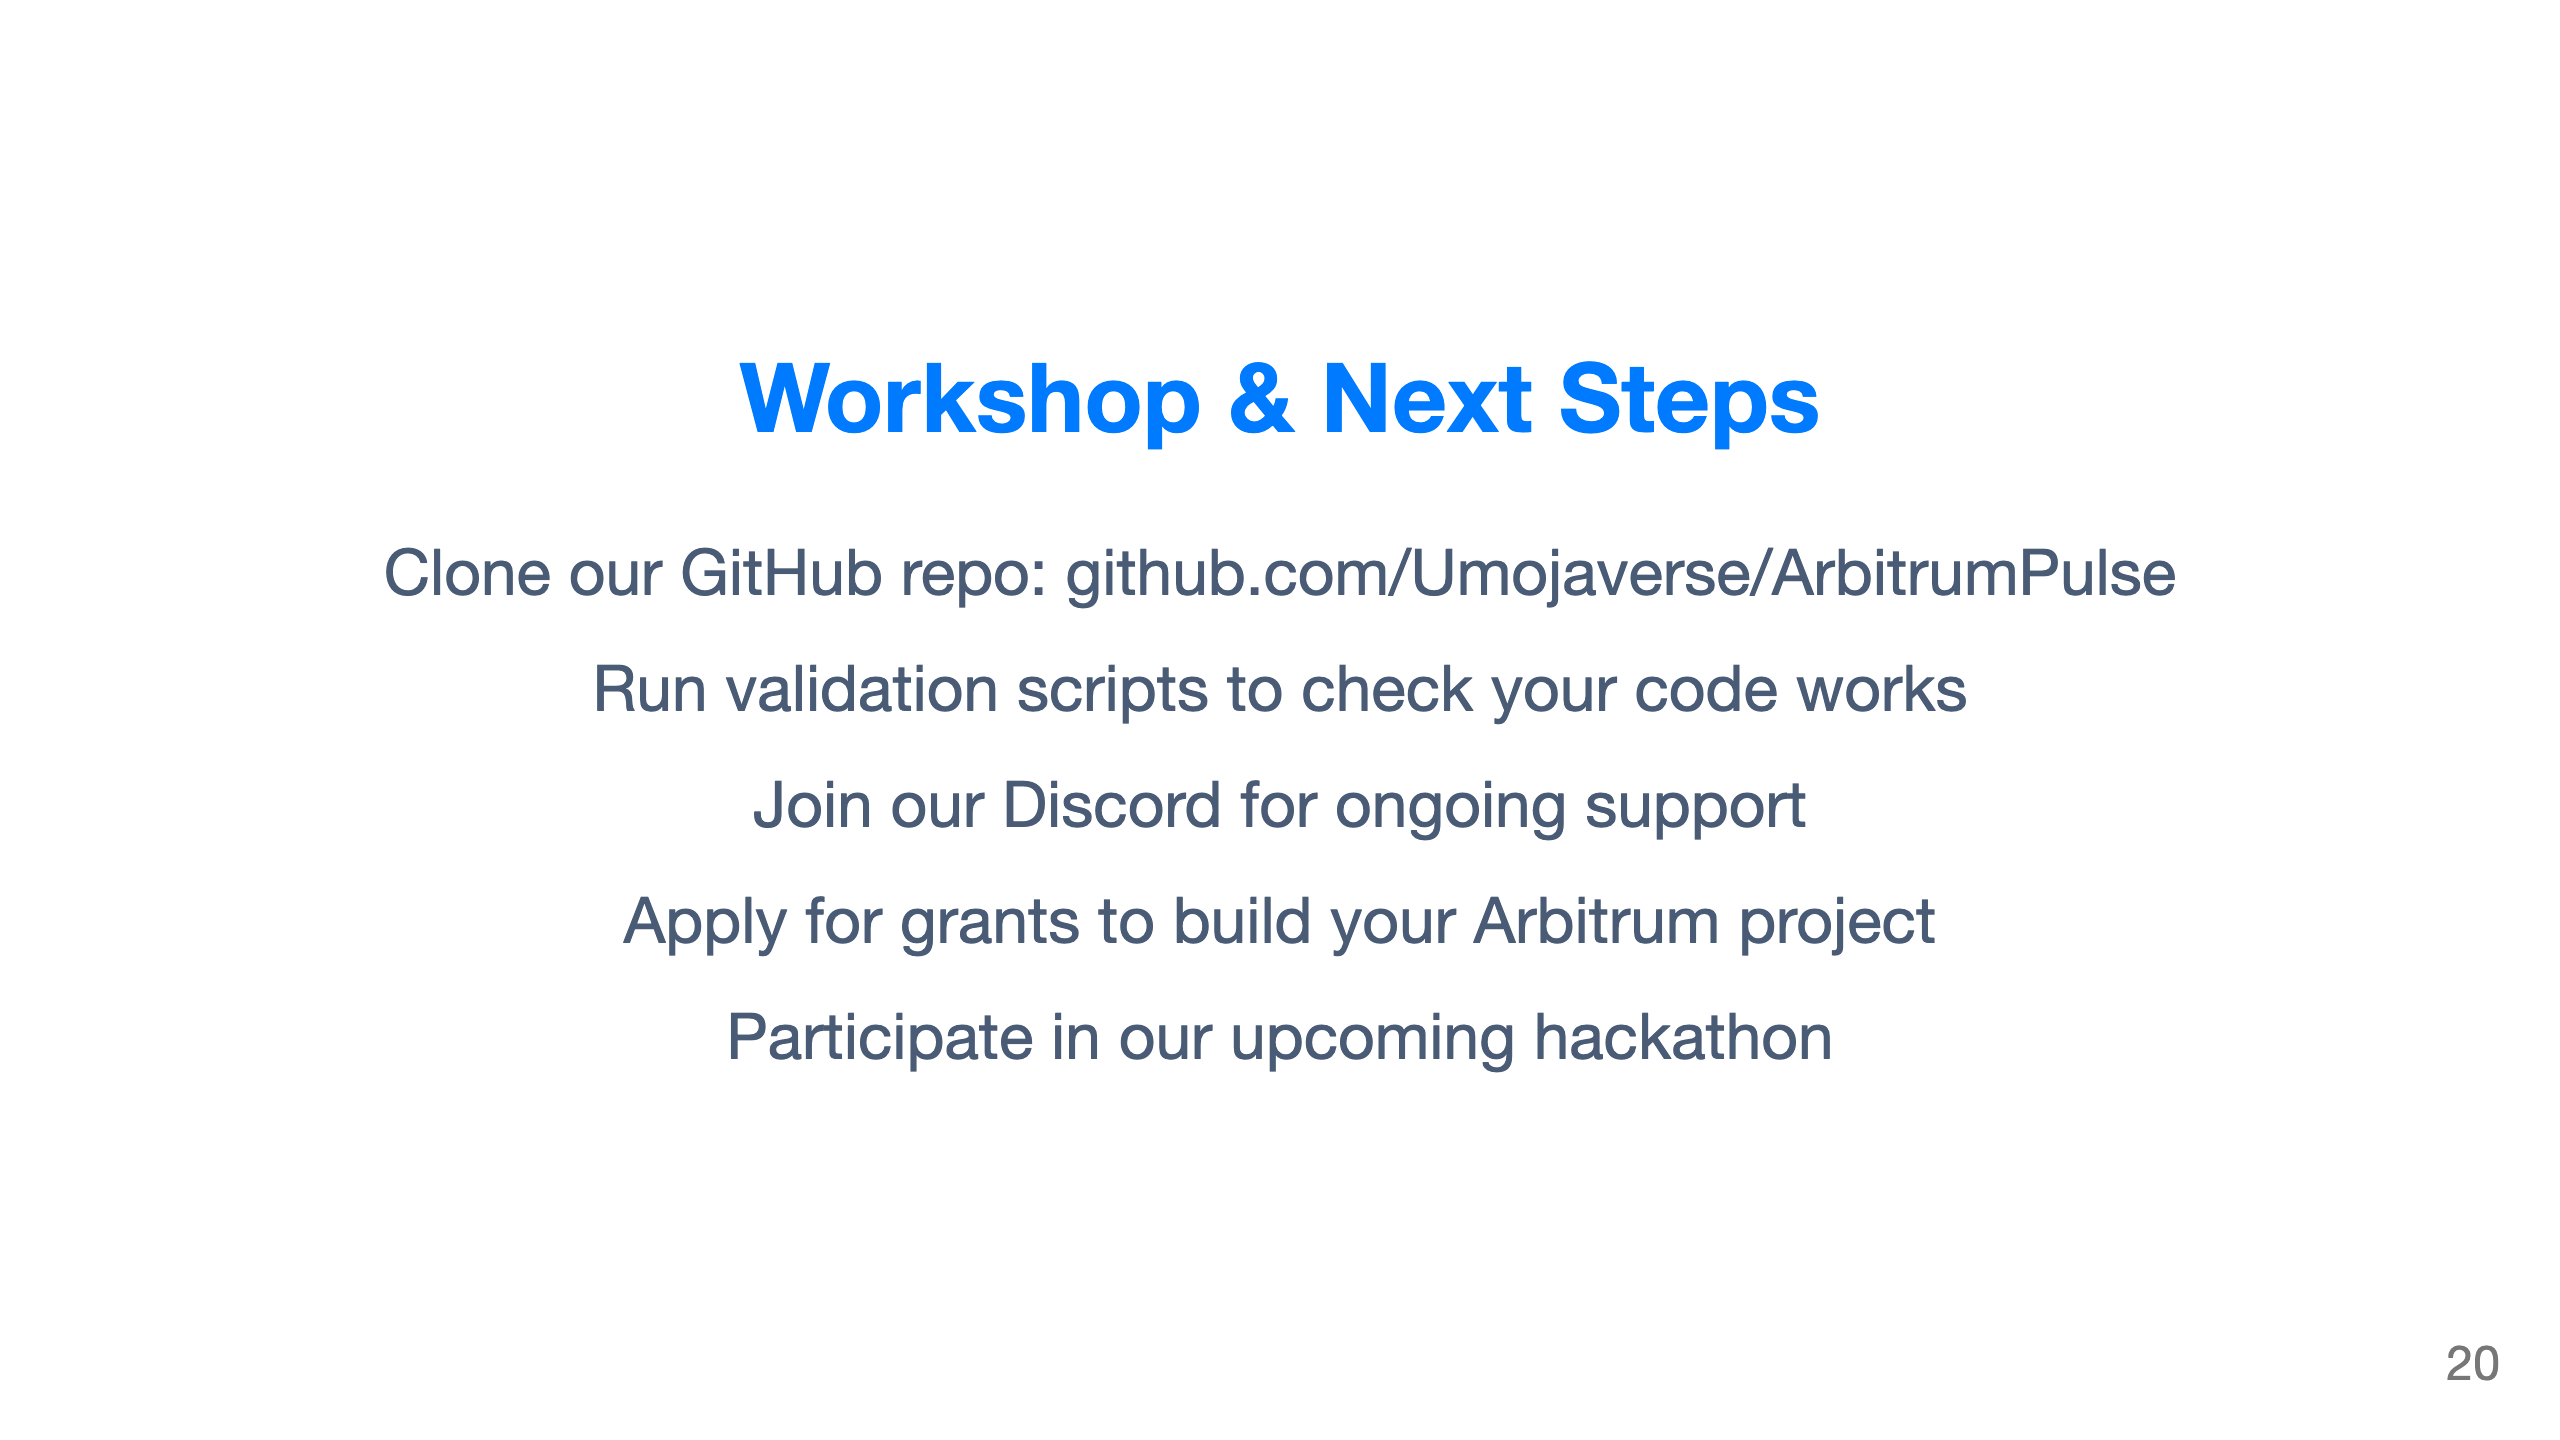 Workshop & Next Steps
Clone our GitHub repo: github.com/Umojaverse/ArbitrumPulse
Run validation scripts to check your code works
Join our Discord for ongoing support
Apply for grants to build your Arbitrum project
Participate in our upcoming hackathon
20